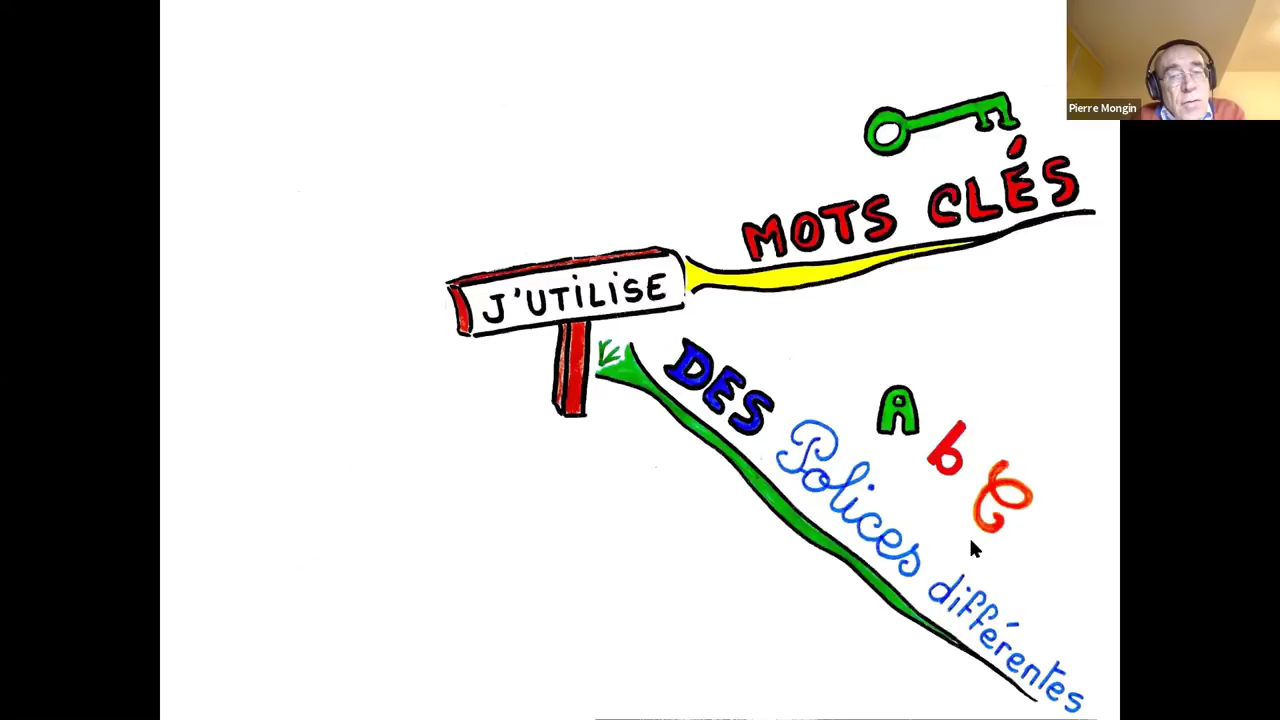 Pierre Mongin
MOTS CLÉS
J'UTiLiSE
DES Polices différentes
A b C